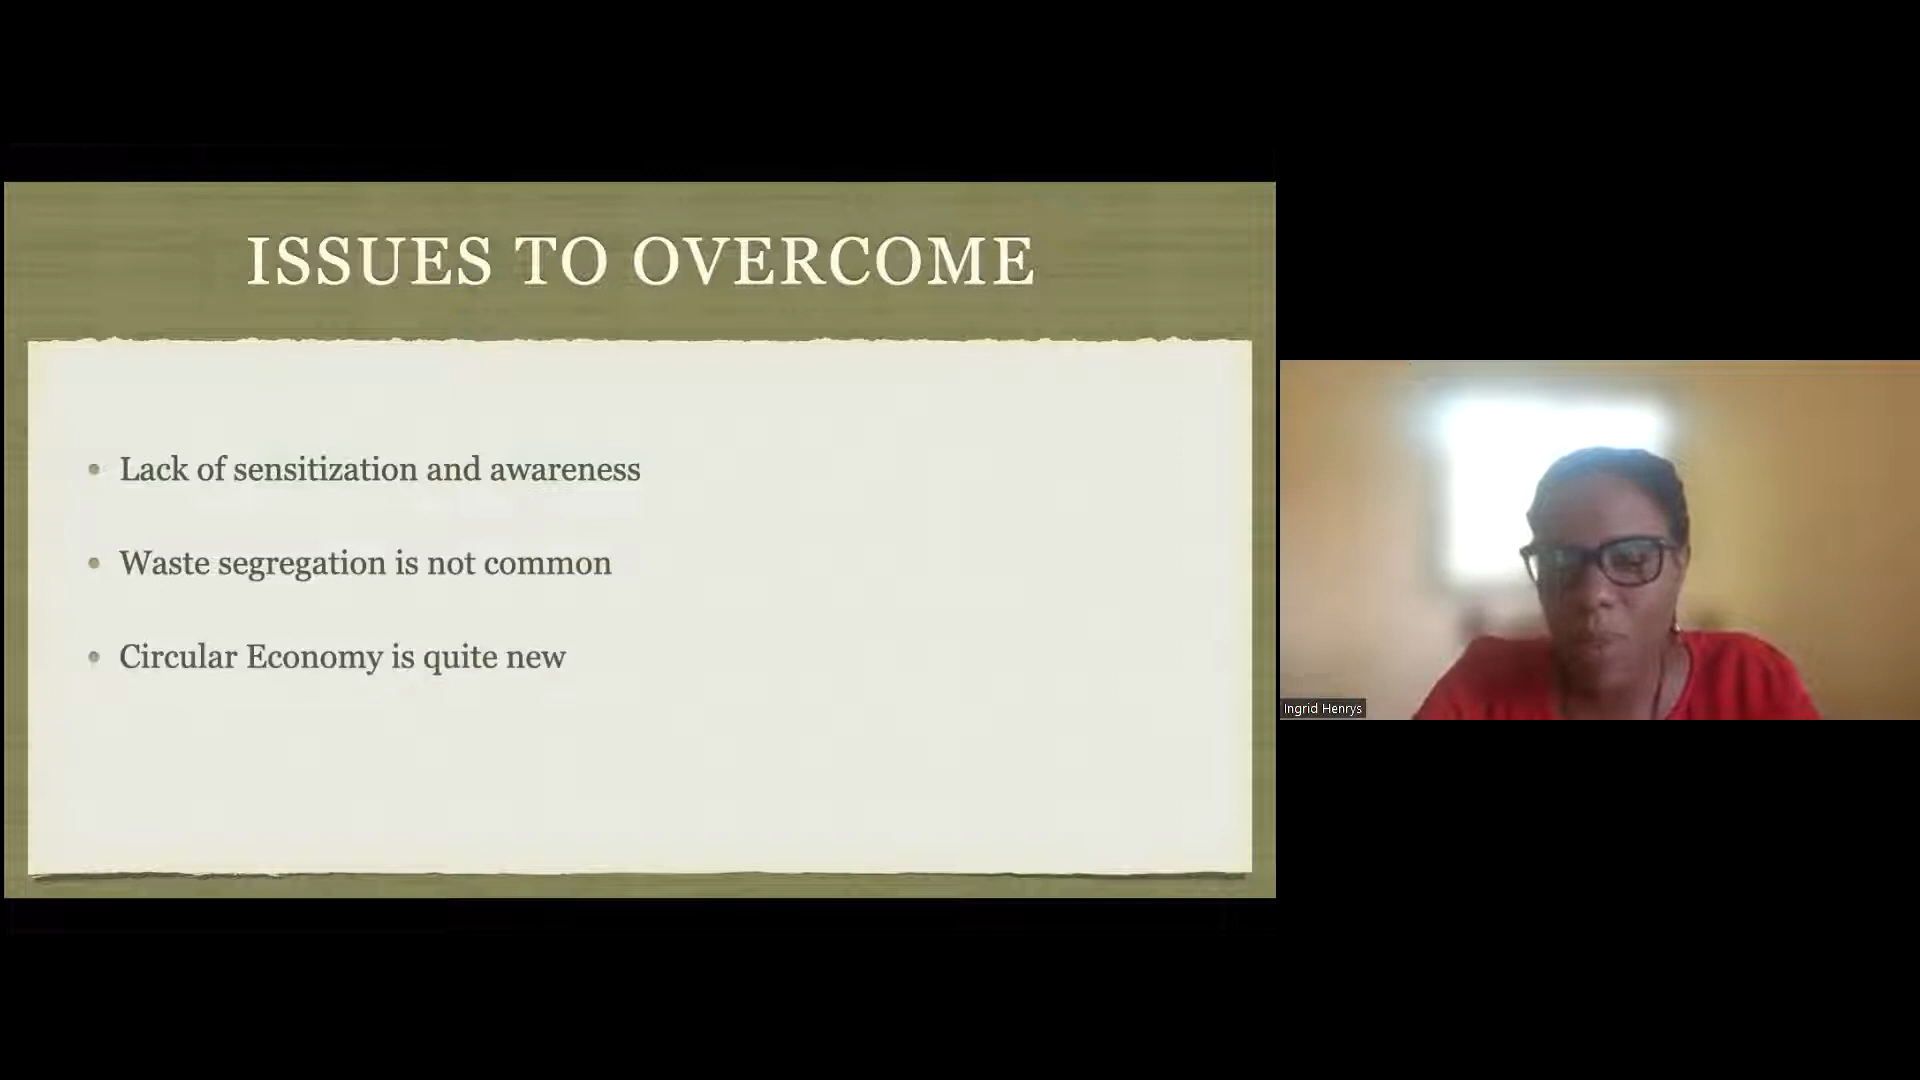 ISSUES TO OVERCOME
• Lack of sensitization and awareness
• Waste segregation is not common
• Circular Economy is quite new
Ingrid Henrys